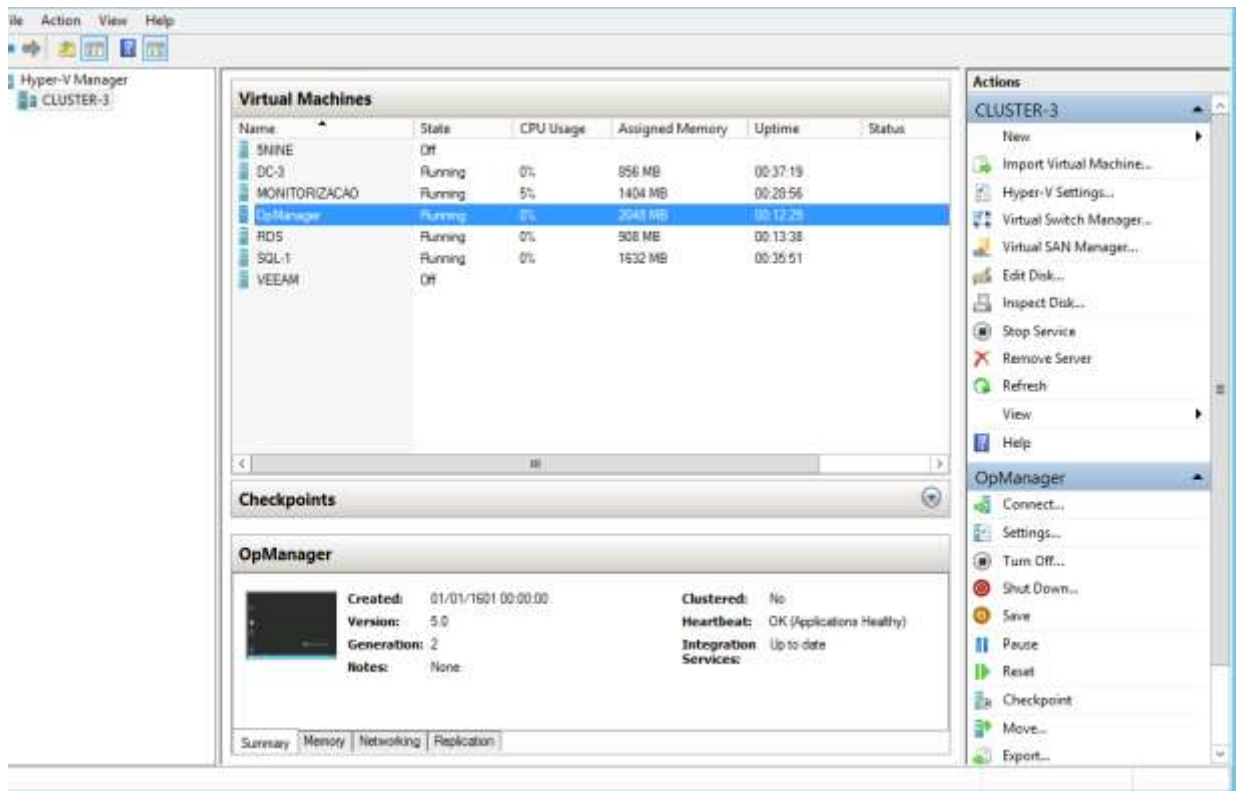 ile Action View Help
Hyper-V Manager
CLUSTER-3
Virtual Machines
Name State CPU Usage Assigned Memory Uptime Status
5NINE Off
DC-3 Running 0% 856 MB 00:37:19
MONITORIZACAO Running 5% 1404 MB 00:28:56
OpManager Running 0% 2048 MB 00:12:29
RDS Running 0% 908 MB 00:13:38
SQL-1 Running 0% 1632 MB 00:35:51
VEEAM Off
Checkpoints
OpManager
Created: 01/01/1601 00:00:00 Clustered: No
Version: 5.0 Heartbeat: OK (Applications Healthy)
Generation: 2 Integration Services: Up to date
Notes: None
Summary Memory Networking Replication
Actions
CLUSTER-3
New
Import Virtual Machine...
Hyper-V Settings...
Virtual Switch Manager...
Virtual SAN Manager...
Edit Disk...
Inspect Disk...
Stop Service
Remove Server
Refresh
View
Help
OpManager
Connect...
Settings...
Turn Off...
Shut Down...
Save
Pause
Reset
Checkpoint
Move...
Export...